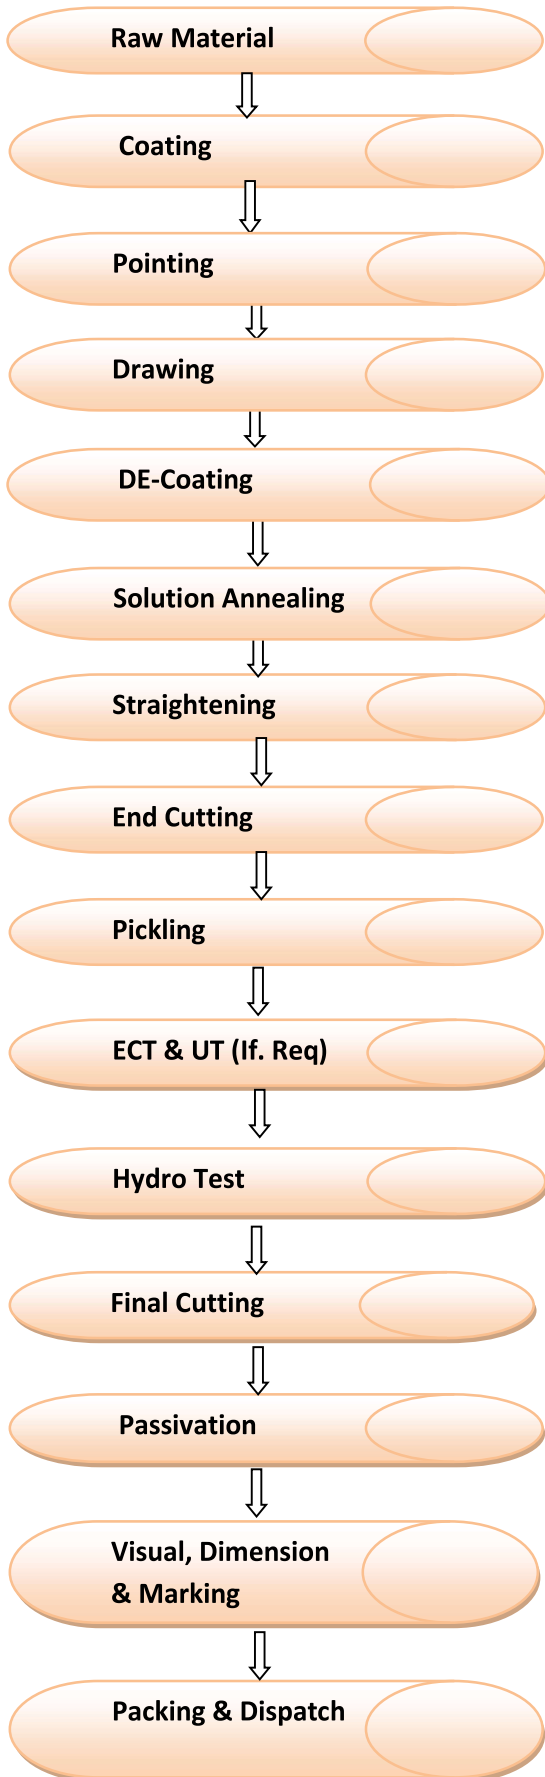 Raw Material
Coating
Pointing
Drawing
DE-Coating
Solution Annealing
Straightening
End Cutting
Pickling
ECT & UT (If. Req)
Hydro Test
Final Cutting
Passivation
Visual, Dimension
& Marking
Packing & Dispatch